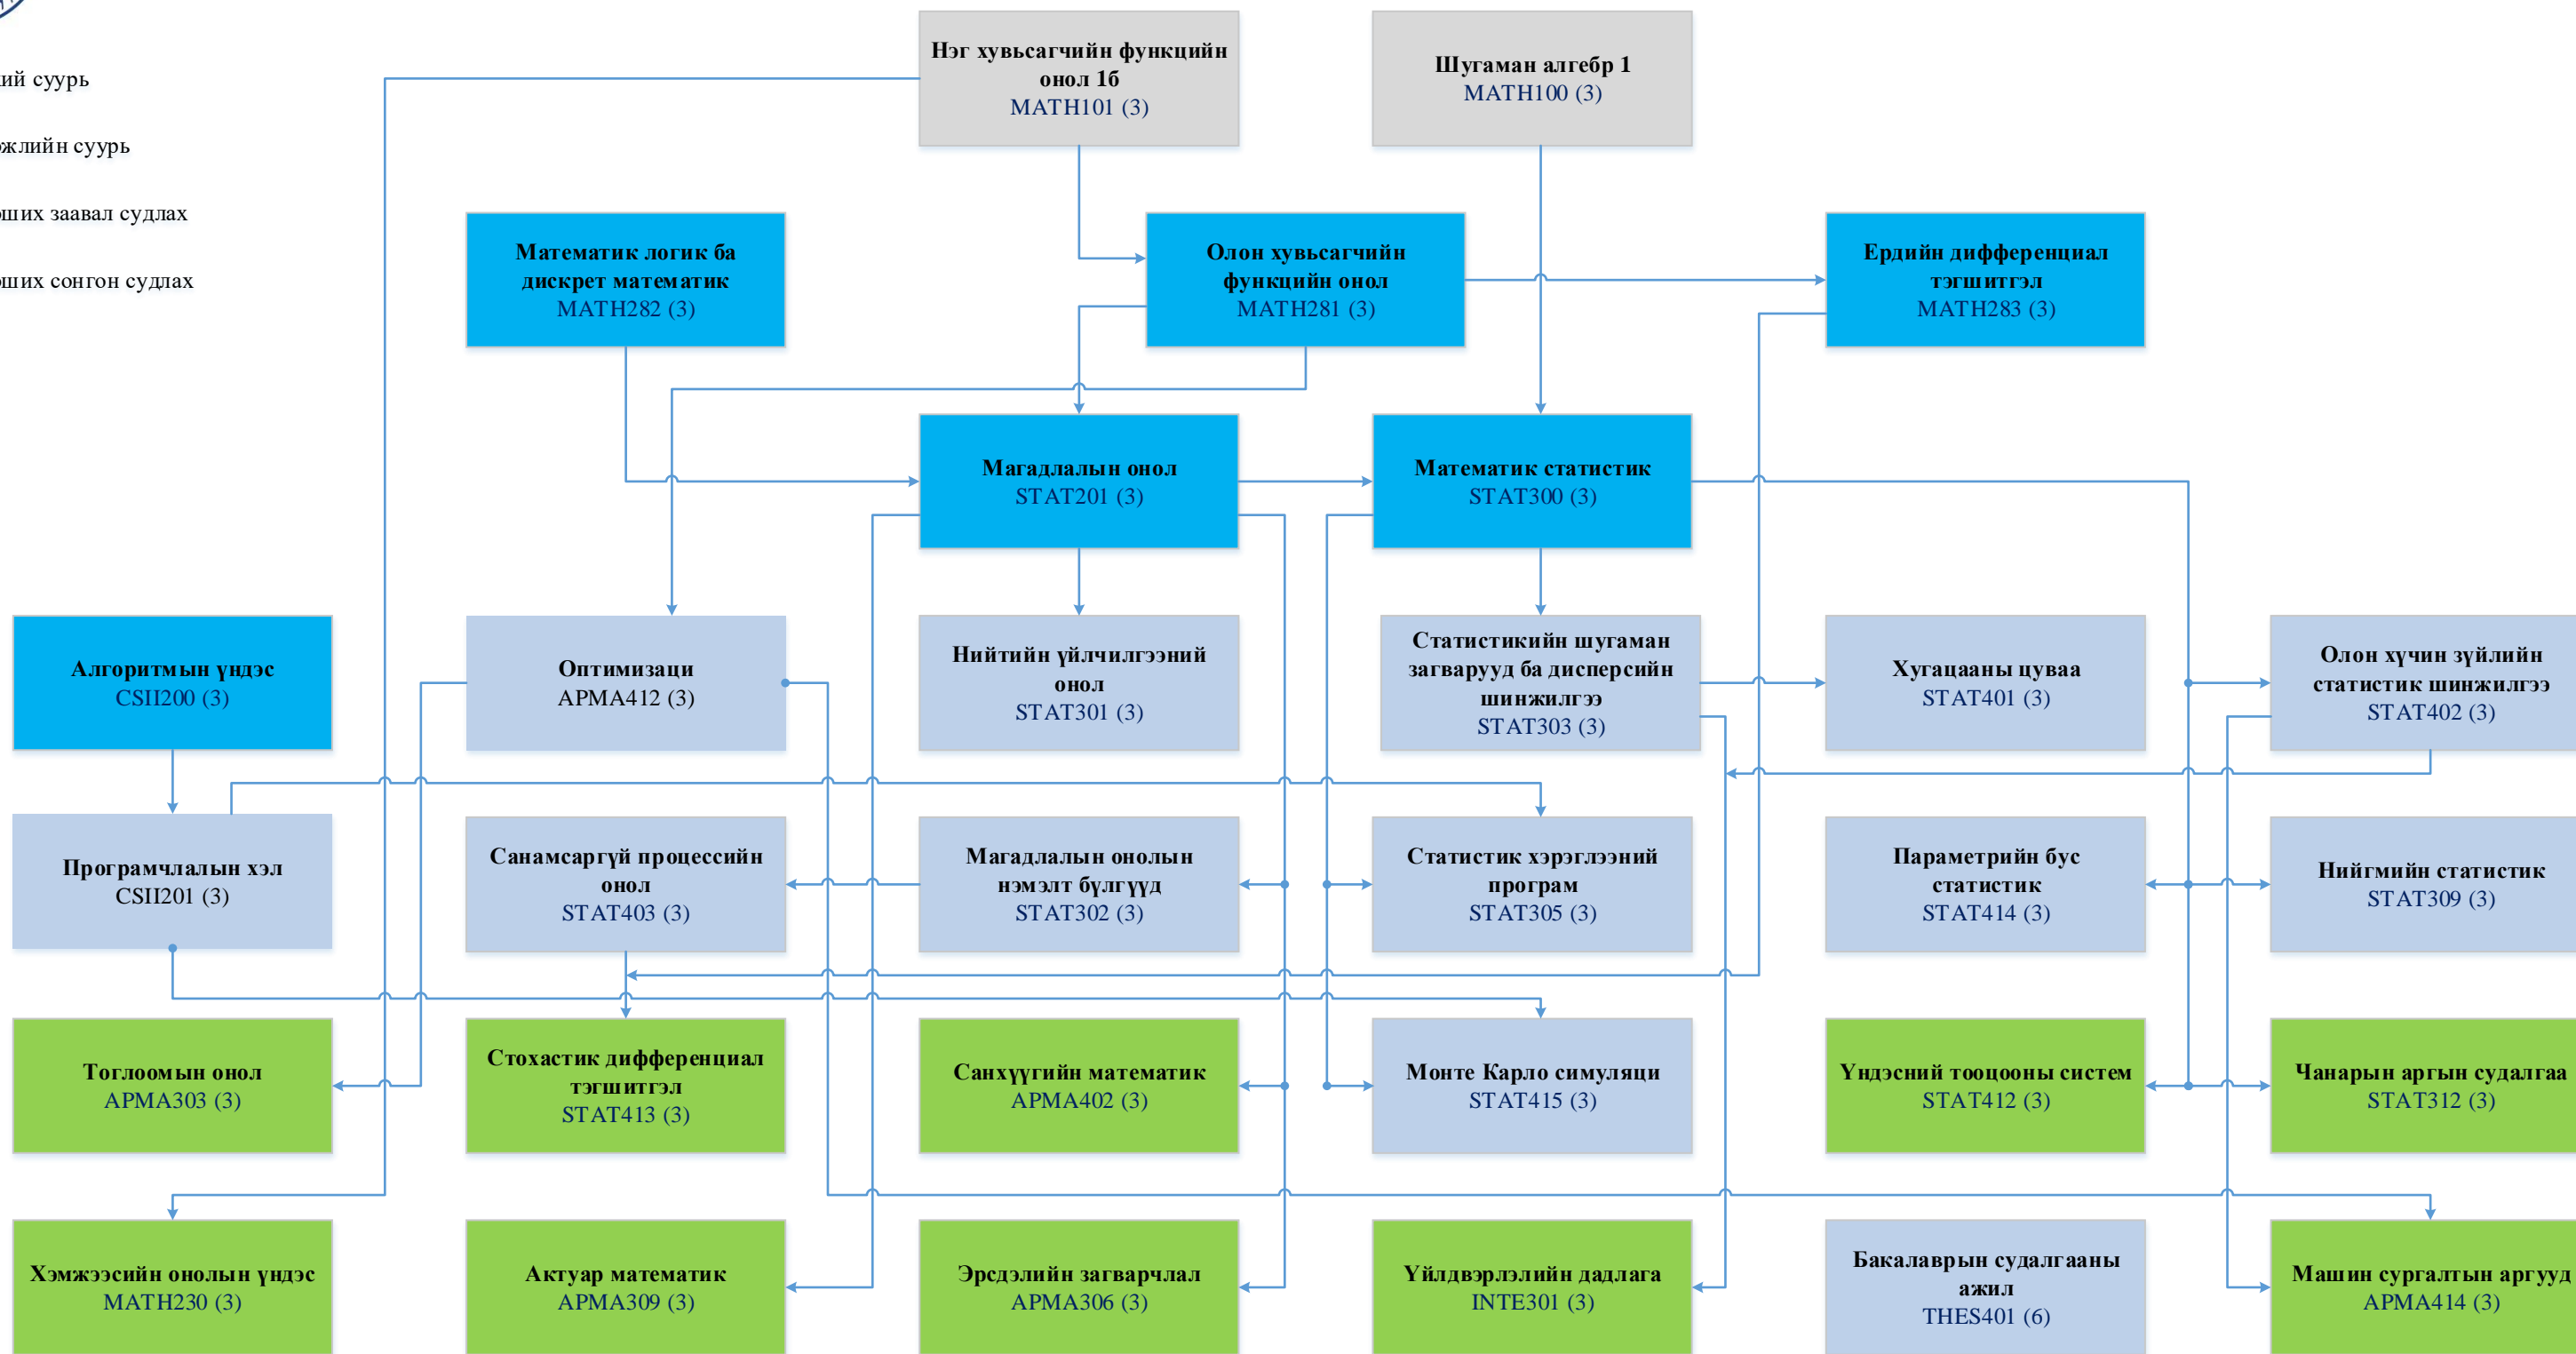 Нэг хувьсагчийн функцийн
онол 1б
MATH101 (3)
Шугаман алгебр 1
MATH100 (3)
суурь
суурь
заавал судлах
сонгон судлах
Математик логик ба
дискрет математик
MATH282 (3)
Олон хувьсагчийн
функцийн онол
MATH281 (3)
Ердийн дифференциал
тэгшитгэл
MATH283 (3)
Магадлалын онол
STAT201 (3)
Математик статистик
STAT300 (3)
Алгоритмын үндэс
CSII200 (3)
Оптимизаци
APMA412 (3)
Нийтийн үйлчилгээний
онол
STAT301 (3)
Статистикийн шугаман
загварууд ба дисперсийн
шинжилгээ
STAT303 (3)
Хугацааны цуваа
STAT401 (3)
Олон хүчин зүйлийн
статистик шинжилгээ
STAT402 (3)
Програмчлалын хэл
CSII201 (3)
Санамсаргүй процессийн
онол
STAT403 (3)
Магадлалын онолын
нэмэлт бүлгүүд
STAT302 (3)
Статистик хэрэглээний
програм
STAT305 (3)
Параметрийн бус
статистик
STAT414 (3)
Нийгмийн статистик
STAT309 (3)
Тоглоомын онол
APMA303 (3)
Стохастик дифференциал
тэгшитгэл
STAT413 (3)
Санхүүгийн математик
APMA402 (3)
Монте Карло симуляци
STAT415 (3)
Үндэсний тооцооны систем
STAT412 (3)
Чанарын аргын судалгаа
STAT312 (3)
Хэмжээсийн онолын үндэс
MATH230 (3)
Актуар математик
APMA309 (3)
Эрсдэлийн загварчлал
APMA306 (3)
Үйлдвэрлэлийн дадлага
INTE301 (3)
Бакалаврын судалгааны
ажил
THES401 (6)
Машин сургалтын аргууд
APMA414 (3)